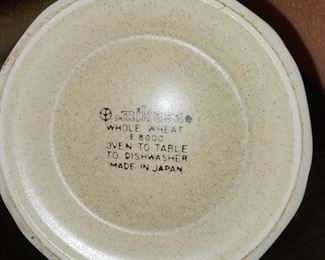 mikasa
WHOLE WHEAT
E 8000
OVEN TO TABLE
TO DISHWASHER
MADE IN JAPAN